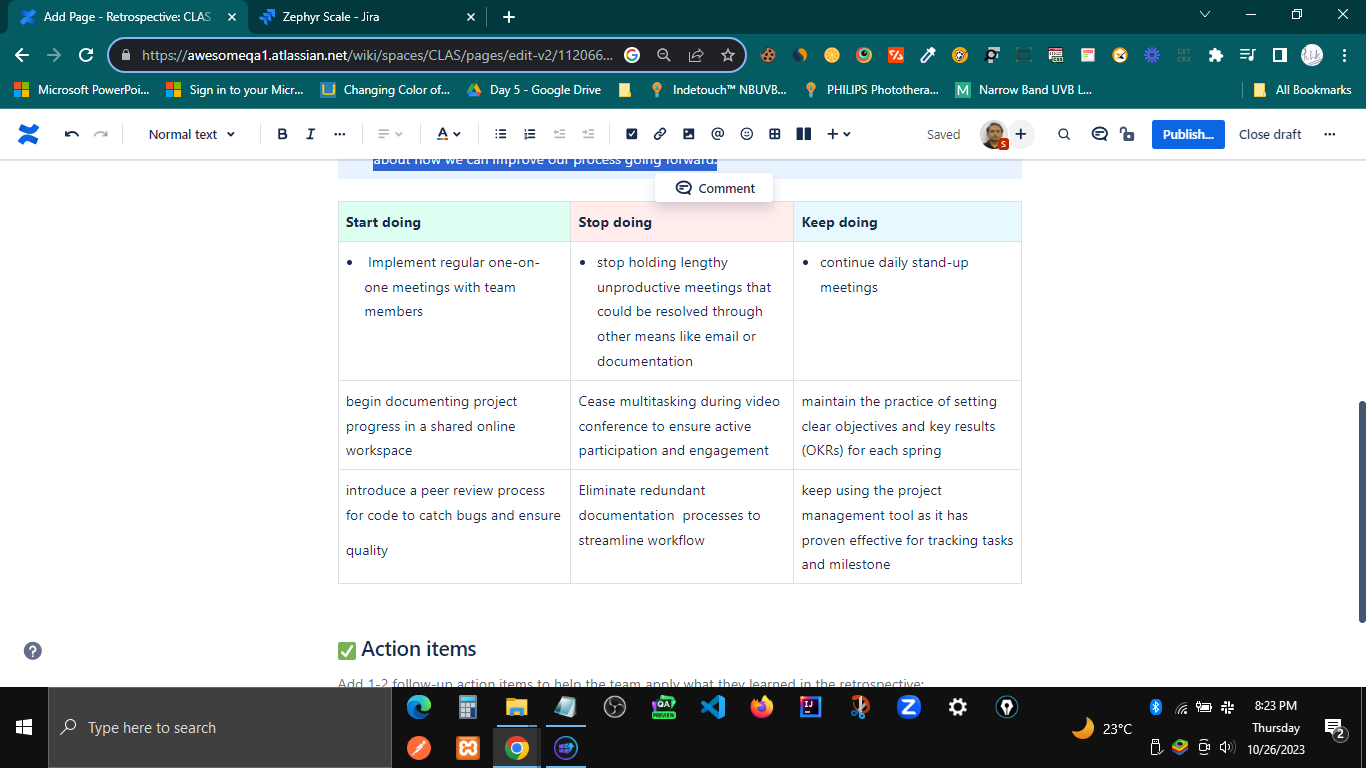 Add Page - Retrospective: CLAS
Zephyr Scale - Jira
https://awesomeqa1.atlassian.net/wiki/spaces/CLAS/pages/edit-v2/112066...
GET CRX
Microsoft PowerPoi...
Sign in to your Micr...
Changing Color of...
Day 5 - Google Drive
Indetouch™ NBUVB...
PHILIPS Photothera...
Narrow Band UVB L...
All Bookmarks
Normal text
B I
A
Saved
S
Publish...
Close draft
about how we can improve our process going forward.
Comment
Start doing
Stop doing
Keep doing
• Implement regular one-on-
one meetings with team
members
• stop holding lengthy
unproductive meetings that
could be resolved through
other means like email or
documentation
• continue daily stand-up
meetings
begin documenting project
progress in a shared online
workspace
Cease multitasking during video
conference to ensure active
participation and engagement
maintain the practice of setting
clear objectives and key results
(OKRs) for each spring
introduce a peer review process
for code to catch bugs and ensure
quality
Eliminate redundant
documentation  processes to
streamline workflow
keep using the project
management tool as it has
proven effective for tracking tasks
and milestone
✅ Action items
Add 1-2 follow-up action items to help the team apply what they learned in the retrospective:
Type here to search
QA
PREVIEW
23°C
8:23 PM
Thursday
10/26/2023
2